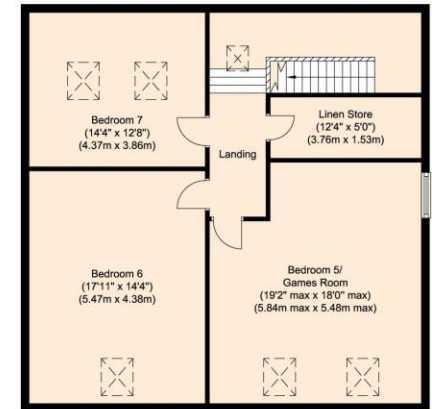 Bedroom 7
(14'4" x 12'8")
(4.37m x 3.86m)
Linen Store
(12'4" x 5'0")
(3.76m x 1.53m)
Landing
Bedroom 6
(17'11" x 14'4")
(5.47m x 4.38m)
Bedroom 5/
Games Room
(19'2" max x 18'0" max)
(5.84m max x 5.48m max)